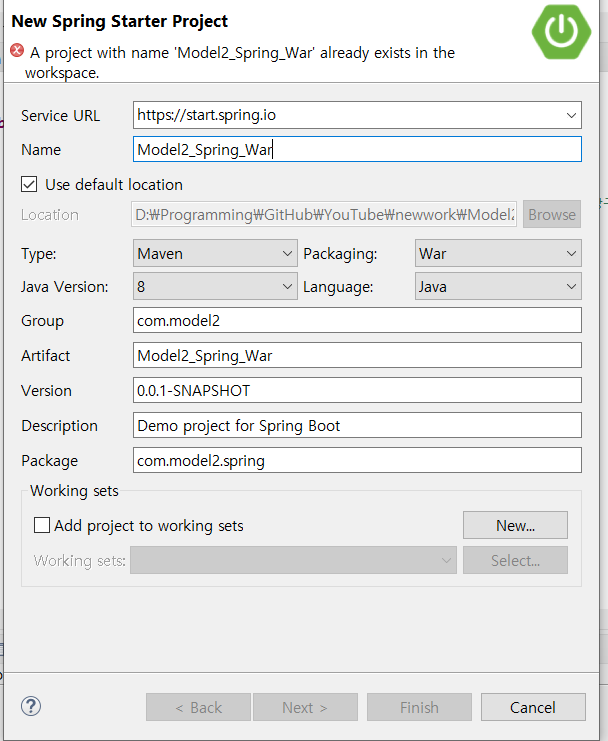 New Spring Starter Project
A project with name 'Model2_Spring_War' already exists in the
workspace.
Service URL https://start.spring.io
Name Model2_Spring_War
Use default location
Location D:₩Programming₩GitHub₩YouTube₩newwork₩Model2 Browse
Type: Maven Packaging: War
Java Version: 8 Language: Java
Group com.model2
Artifact Model2_Spring_War
Version 0.0.1-SNAPSHOT
Description Demo project for Spring Boot
Package com.model2.spring
Working sets
Add project to working sets New...
Working sets: Select...
? < Back Next > Finish Cancel